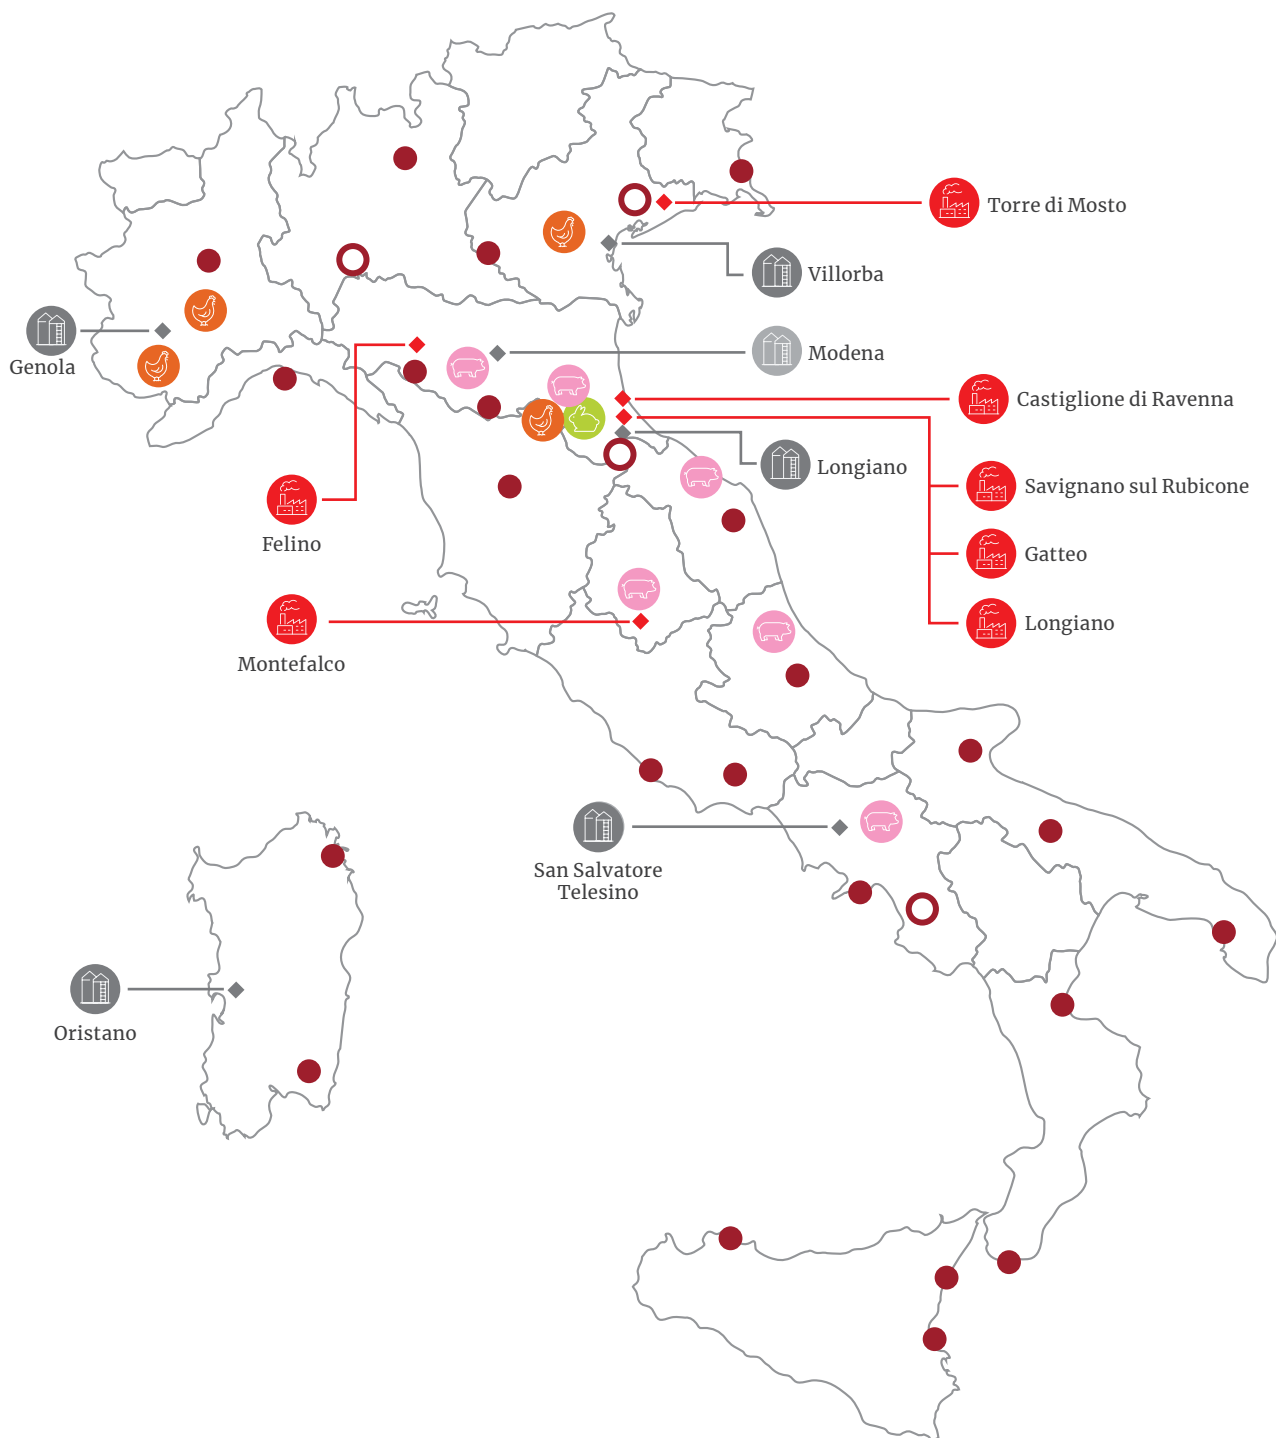 Torre di Mosto
Villorba
Genola
Modena
Castiglione di Ravenna
Longiano
Savignano sul Rubicone
Felino
Gatteo
Longiano
Montefalco
San Salvatore
Telesino
Oristano